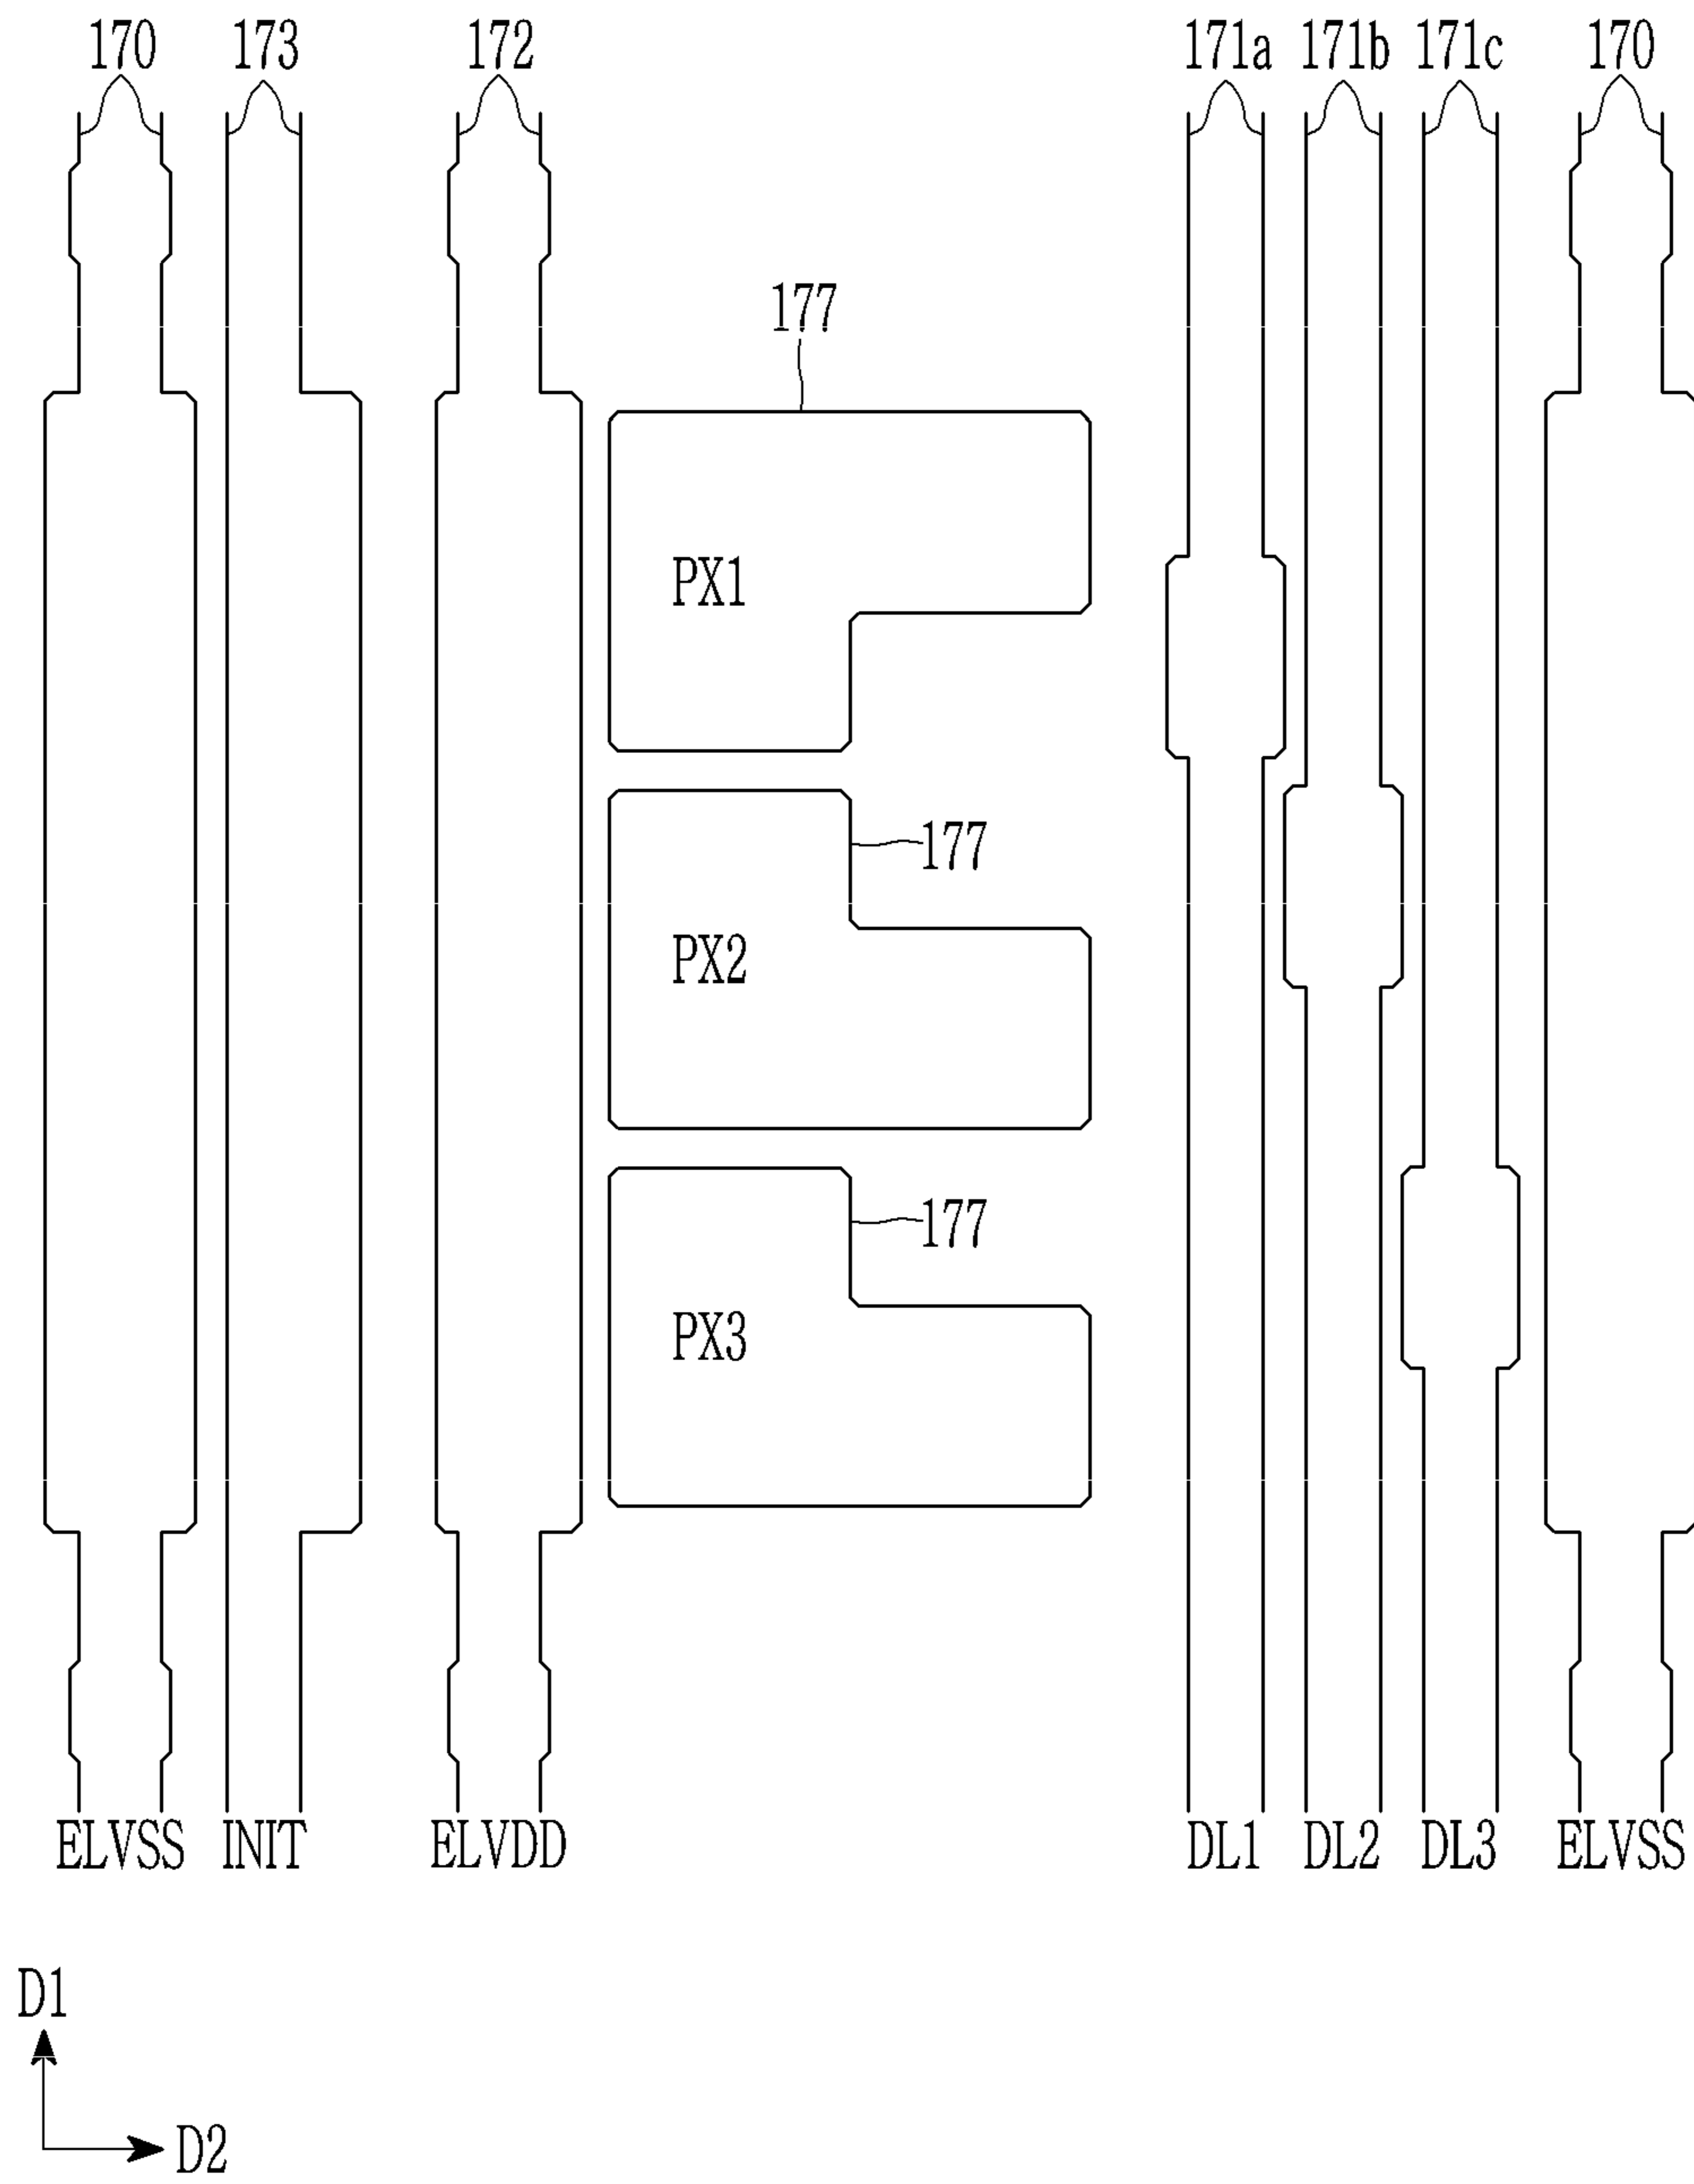 170 173 172 171a 171b 171c 170
177
PX1
177
PX2
177
PX3
ELVSS INIT ELVDD DL1 DL2 DL3 ELVSS
D1
D2